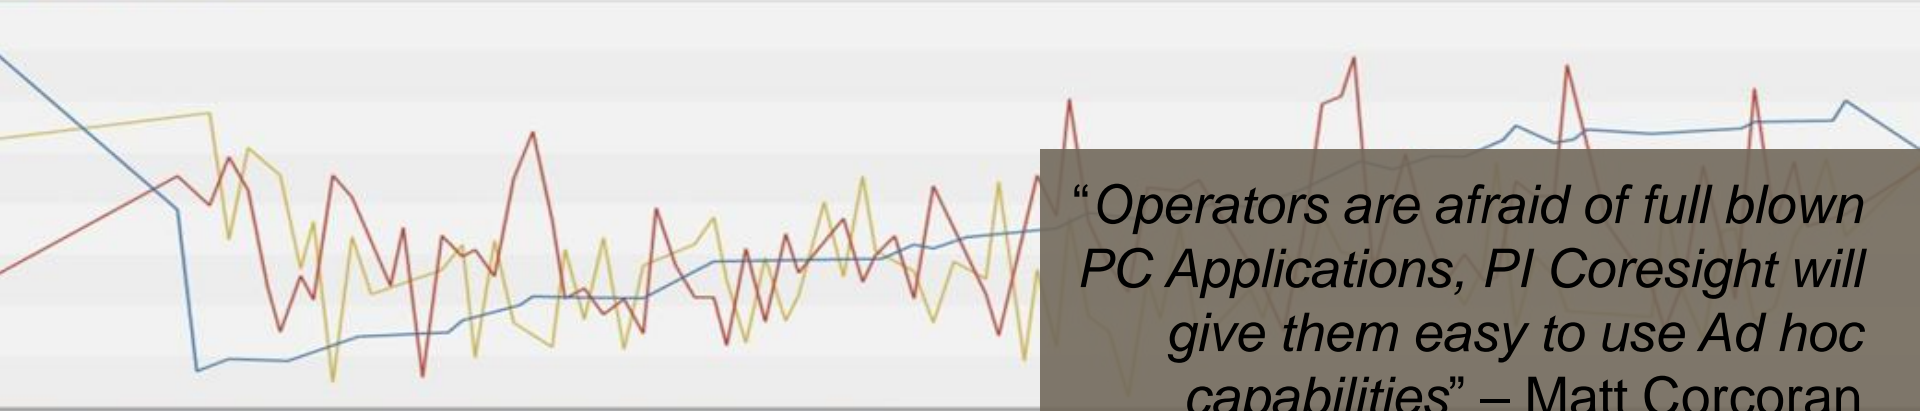 “Operators are afraid of full blown
PC Applications, PI Coresight will
give them easy to use Ad hoc
capabilities” – Matt Corcoran